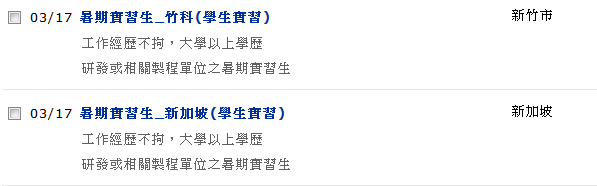 03/17 暑期實習生_竹科(學生實習) 新竹市
工作經歷不拘，大學以上學歷
研發或相關製程單位之暑期實習生
03/17 暑期實習生_新加坡(學生實習) 新加坡
工作經歷不拘，大學以上學歷
研發或相關製程單位之暑期實習生